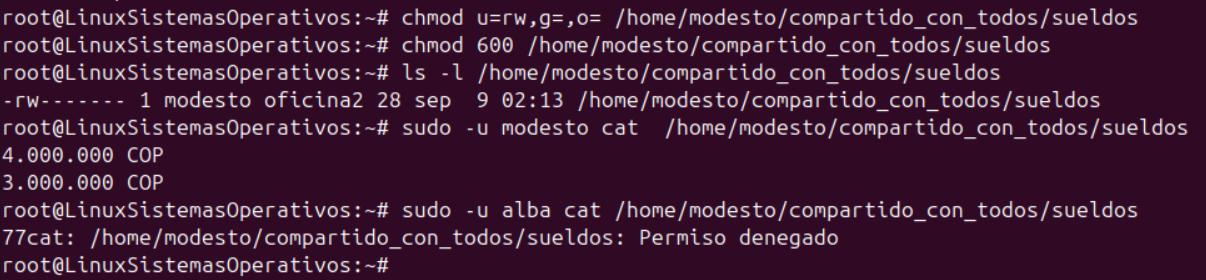 root@LinuxSistemasOperativos:~# chmod u=rw,g=,o= /home/modesto/compartido_con_todos/sueldos
root@LinuxSistemasOperativos:~# chmod 600 /home/modesto/compartido_con_todos/sueldos
root@LinuxSistemasOperativos:~# ls -l /home/modesto/compartido_con_todos/sueldos
-rw------- 1 modesto oficina2 28 sep  9 02:13 /home/modesto/compartido_con_todos/sueldos
root@LinuxSistemasOperativos:~# sudo -u modesto cat  /home/modesto/compartido_con_todos/sueldos
4.000.000 COP
3.000.000 COP
root@LinuxSistemasOperativos:~# sudo -u alba cat /home/modesto/compartido_con_todos/sueldos
77cat: /home/modesto/compartido_con_todos/sueldos: Permiso denegado
root@LinuxSistemasOperativos:~#